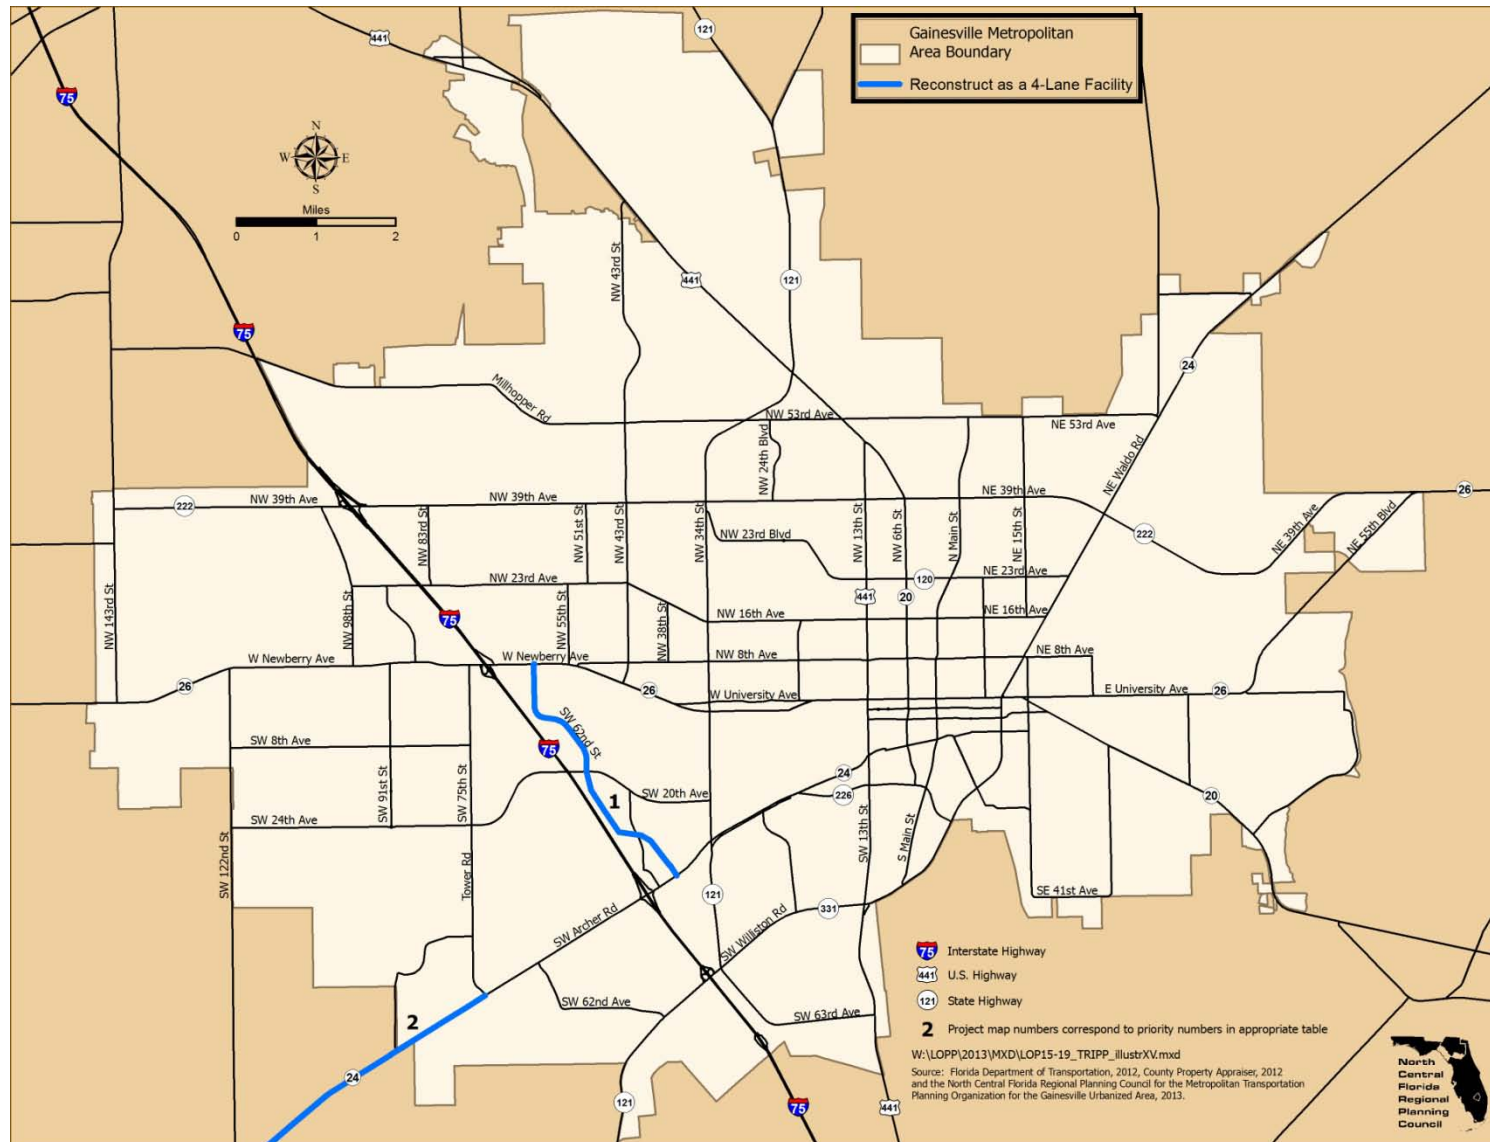 Gainesville Metropolitan
Area Boundary
Reconstruct as a 4-Lane Facility
441
121
75
N
W
E
S
Miles
0
1
2
NW 43rd St
441
121
75
24
Millhopper Rd
NW 53rd Ave
NE 53rd Ave
NW 24th Blvd
NE Waldo Rd
222
NW 39th Ave
NW 39th Ave
NE 39th Ave
26
NW 83rd St
NW 51st St
NW 43rd St
NW 34th St
NW 23rd Blvd
NW 13th St
NW 6th St
N Main St
NE 15th St
222
NE 39th Ave
NE 55th Blvd
NW 23rd Ave
120
NE 23rd Ave
NW 143rd St
NW 98th St
75
NW 55th St
NW 38th St
NW 16th Ave
441
20
NE 16th Ave
W Newberry Ave
W Newberry Ave
NW 8th Ave
NE 8th Ave
26
26
W University Ave
E University Ave
26
SW 62nd St
SW 8th Ave
75
SW 91st St
SW 75th St
24
SW 20th Ave
226
20
1
SW 24th Ave
SW 122nd St
Tower Rd
SW 13th St
S Main St
121
SE 41st Ave
SW Archer Rd
SW Williston Rd
331
SW 62nd Ave
SW 63rd Ave
2
24
121
75
441
75
Interstate Highway
441
U.S. Highway
121
State Highway
2
Project map numbers correspond to priority numbers in appropriate table
W:\LOPP\2013\MXD\LOP15-19_TRIPP_illustrXV.mxd
Source: Florida Department of Transportation, 2012, County Property Appraiser, 2012
and the North Central Florida Regional Planning Council for the Metropolitan Transportation
Planning Organization for the Gainesville Urbanized Area, 2013.
North
Central
Florida
Regional
Planning
Council